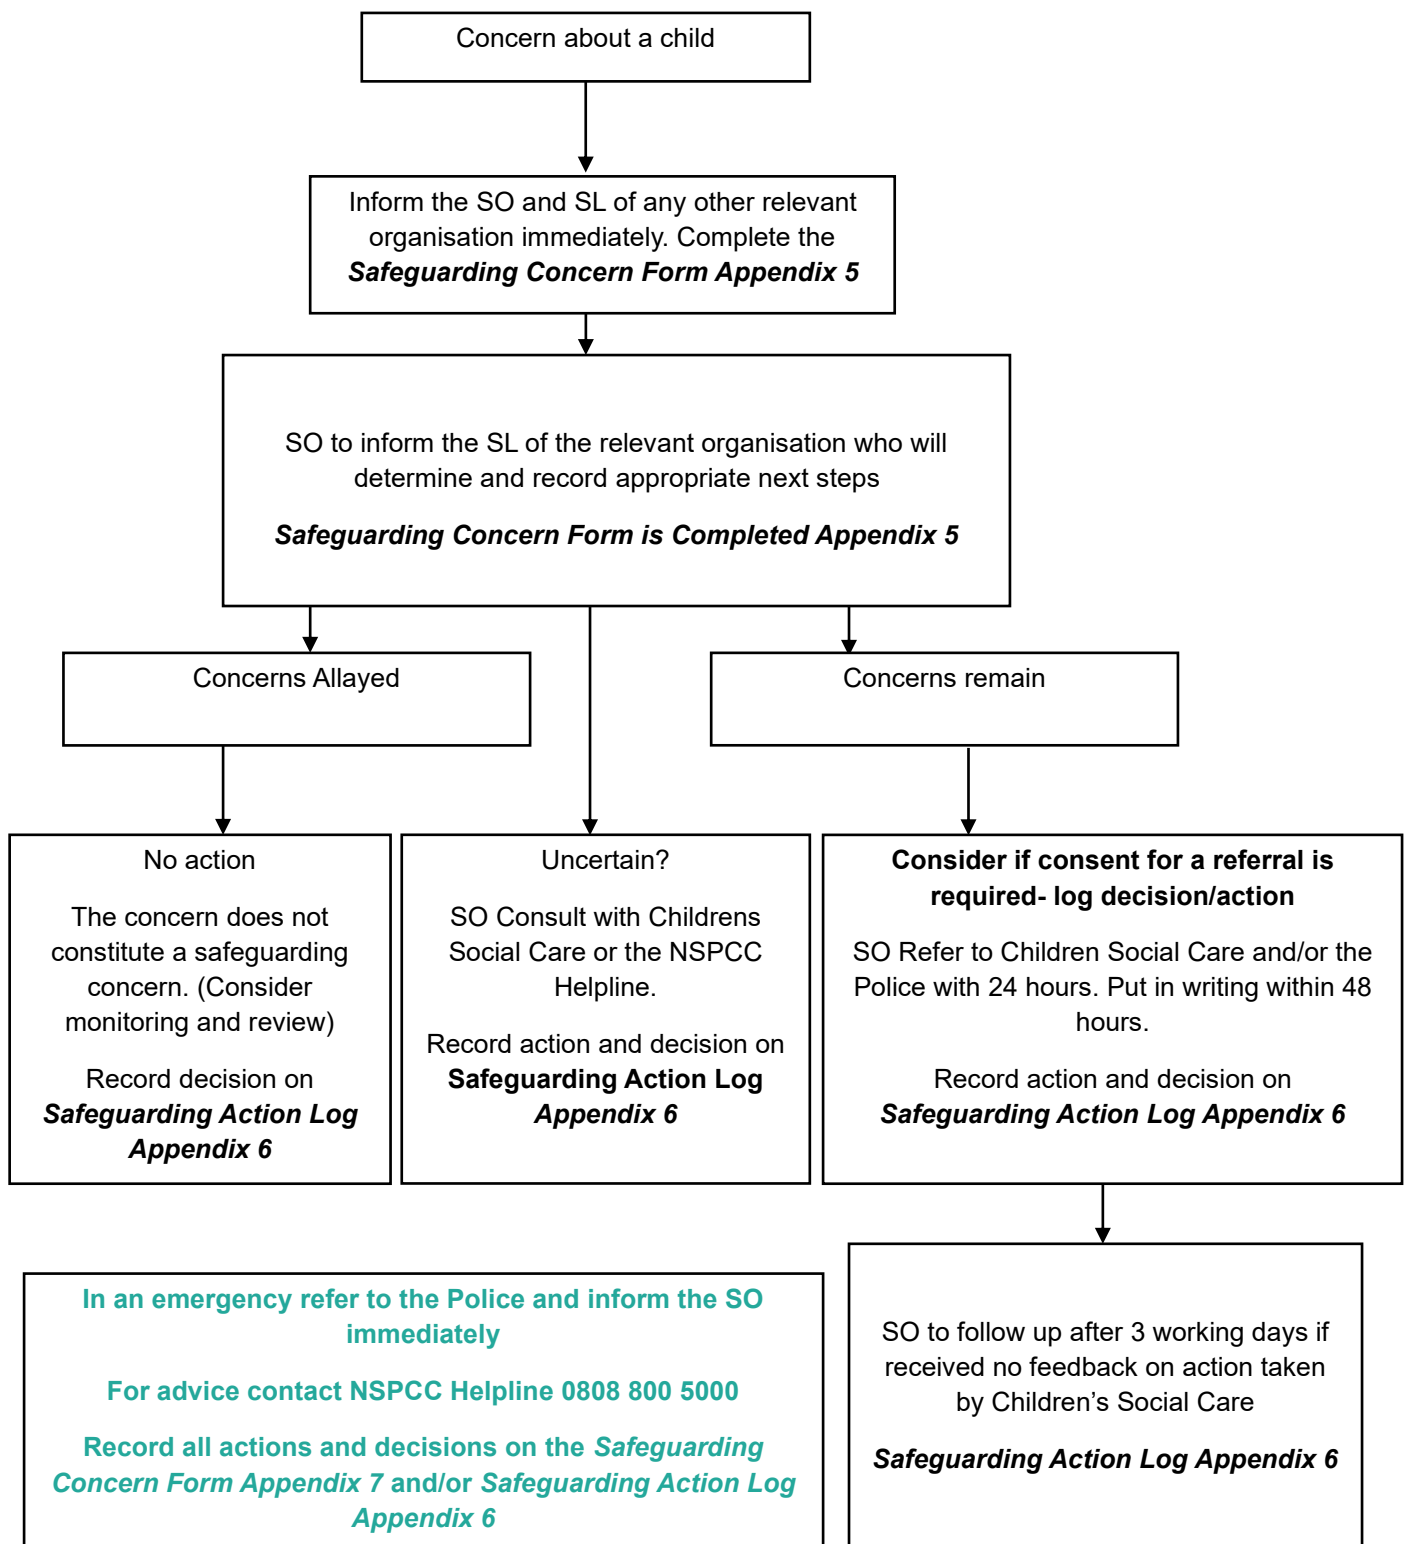 Concern about a child
Inform the SO and SL of any other relevant
organisation immediately. Complete the
Safeguarding Concern Form Appendix 5
SO to inform the SL of the relevant organisation who will
determine and record appropriate next steps
Safeguarding Concern Form is Completed Appendix 5
Concerns Allayed
Concerns remain
No action
The concern does not
constitute a safeguarding
concern. (Consider
monitoring and review)
Record decision on
Safeguarding Action Log
Appendix 6
Uncertain?
SO Consult with Childrens
Social Care or the NSPCC
Helpline.
Record action and decision on
Safeguarding Action Log
Appendix 6
Consider if consent for a referral is
required- log decision/action
SO Refer to Children Social Care and/or the
Police with 24 hours. Put in writing within 48
hours.
Record action and decision on
Safeguarding Action Log Appendix 6
In an emergency refer to the Police and inform the SO
immediately
For advice contact NSPCC Helpline 0808 800 5000
Record all actions and decisions on the Safeguarding
Concern Form Appendix 7 and/or Safeguarding Action Log
Appendix 6
SO to follow up after 3 working days if
received no feedback on action taken
by Children’s Social Care
Safeguarding Action Log Appendix 6